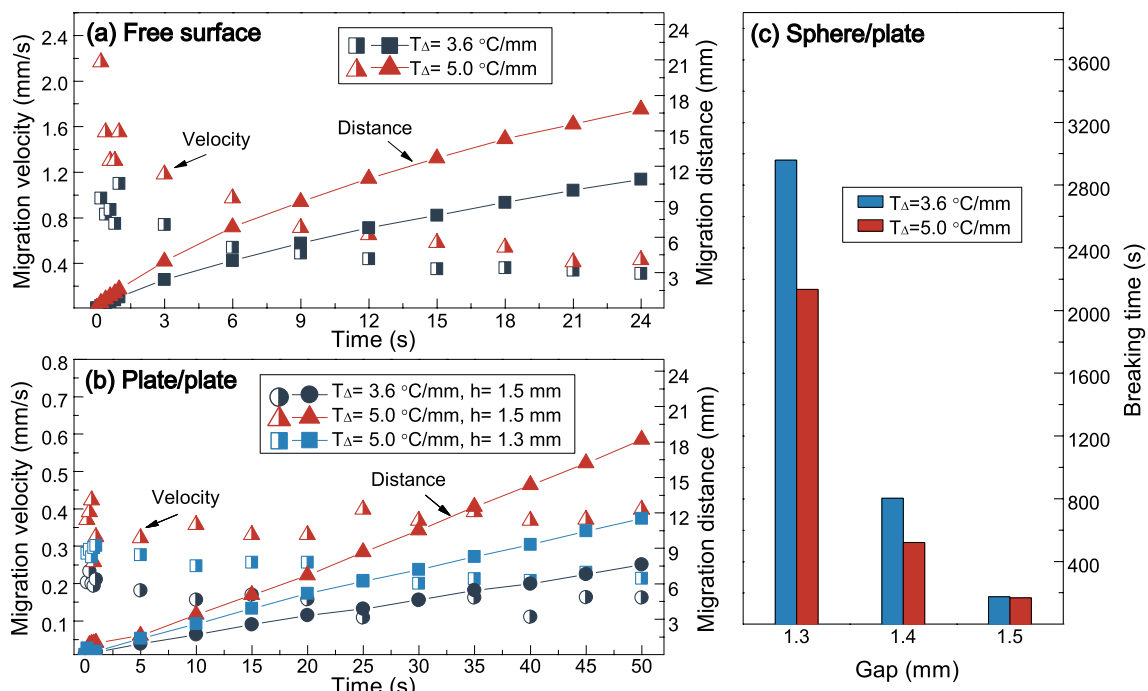 (a) Free surface
T∆= 3.6 °C/mm
T∆= 5.0 °C/mm
Velocity
Distance
Migration velocity (mm/s)
2.4
2.0
1.6
1.2
0.8
0.4
Migration distance (mm)
24
21
18
15
12
9
6
3
0 3 6 9 12 15 18 21 24
Time (s)
(b) Plate/plate
T∆= 3.6 °C/mm, h= 1.5 mm
T∆= 5.0 °C/mm, h= 1.5 mm
T∆= 5.0 °C/mm, h= 1.3 mm
Velocity
Distance
Migration velocity (mm/s)
0.8
0.7
0.6
0.5
0.4
0.3
0.2
0.1
Migration distance (mm)
24
21
18
15
12
9
6
3
0 5 10 15 20 25 30 35 40 45 50
Time (s)
(c) Sphere/plate
T∆=3.6 °C/mm
T∆=5.0 °C/mm
3600
3200
2800
2400
2000
1600
1200
800
400
Breaking time (s)
1.3 1.4 1.5
Gap (mm)